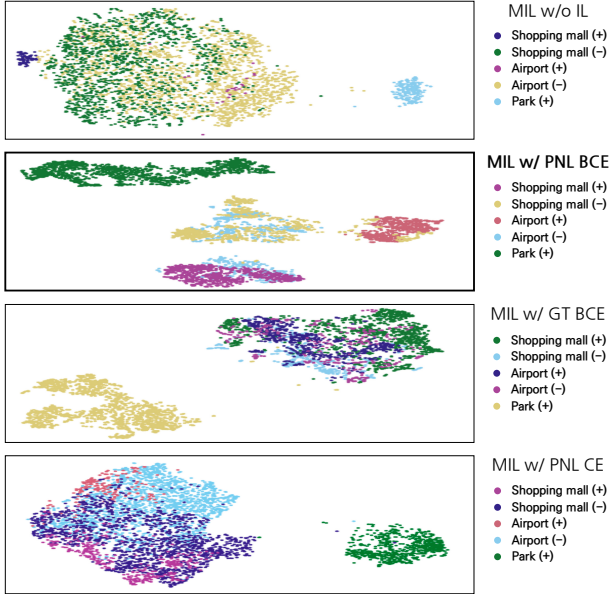 MIL w/o IL
Shopping mall (+)
Shopping mall (−)
Airport (+)
Airport (−)
Park (+)
MIL w/ PNL BCE
Shopping mall (+)
Shopping mall (−)
Airport (+)
Airport (−)
Park (+)
MIL w/ GT BCE
Shopping mall (+)
Shopping mall (−)
Airport (+)
Airport (−)
Park (+)
MIL w/ PNL CE
Shopping mall (+)
Shopping mall (−)
Airport (+)
Airport (−)
Park (+)